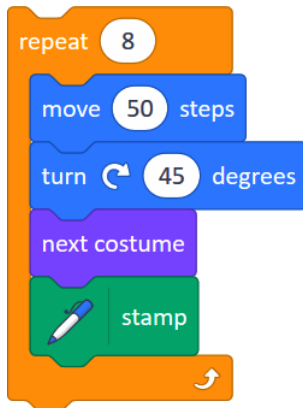 repeat 8
move 50 steps
turn 45 degrees
next costume
stamp